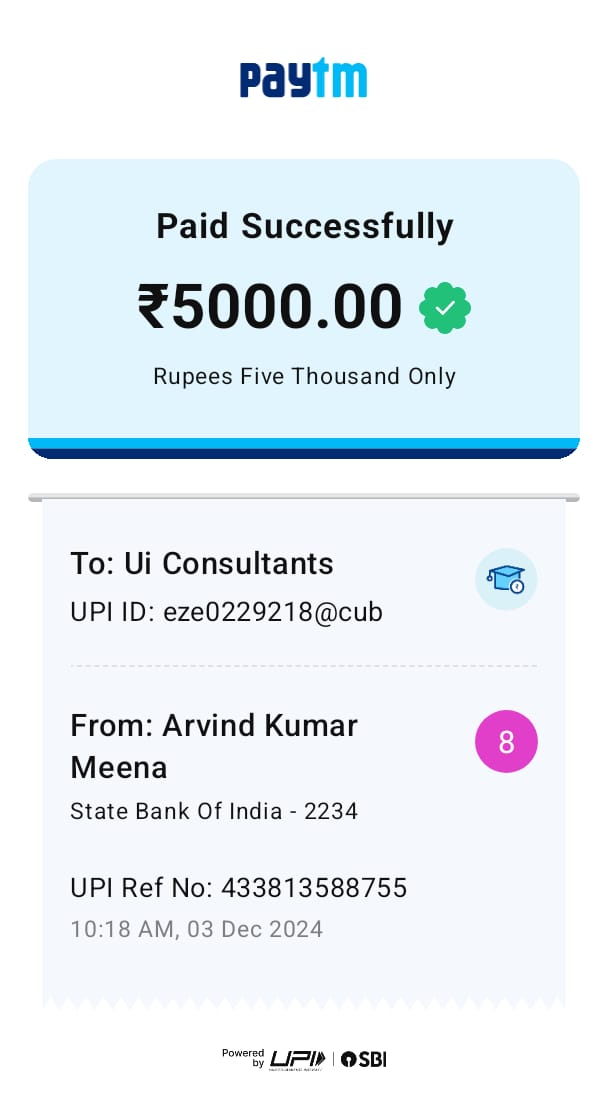 paytm
Paid Successfully
₹5000.00
Rupees Five Thousand Only
To: Ui Consultants
UPI ID: eze0229218@cub
From: Arvind Kumar
Meena
8
State Bank Of India - 2234
UPI Ref No: 433813588755
10:18 AM, 03 Dec 2024
Powered
by
UPI
SBI